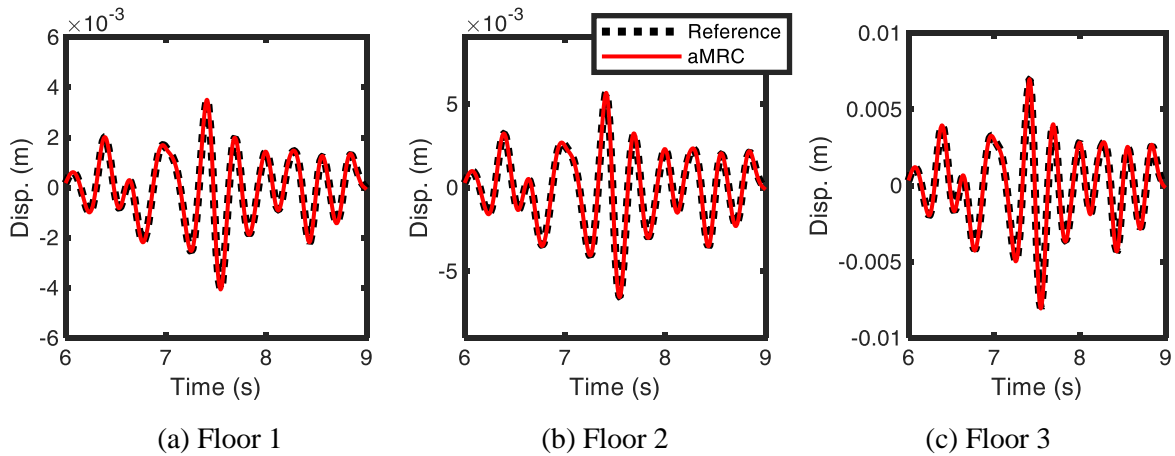 ×10-3
6
4
2
0
-2
-4
-6
Disp. (m)
6 7 8 9
Time (s)
(a) Floor 1
×10-3
5
0
-5
Disp. (m)
6 7 8 9
Time (s)
(b) Floor 2
Reference
aMRC
0.01
0.005
0
-0.005
-0.01
Disp. (m)
6 7 8 9
Time (s)
(c) Floor 3